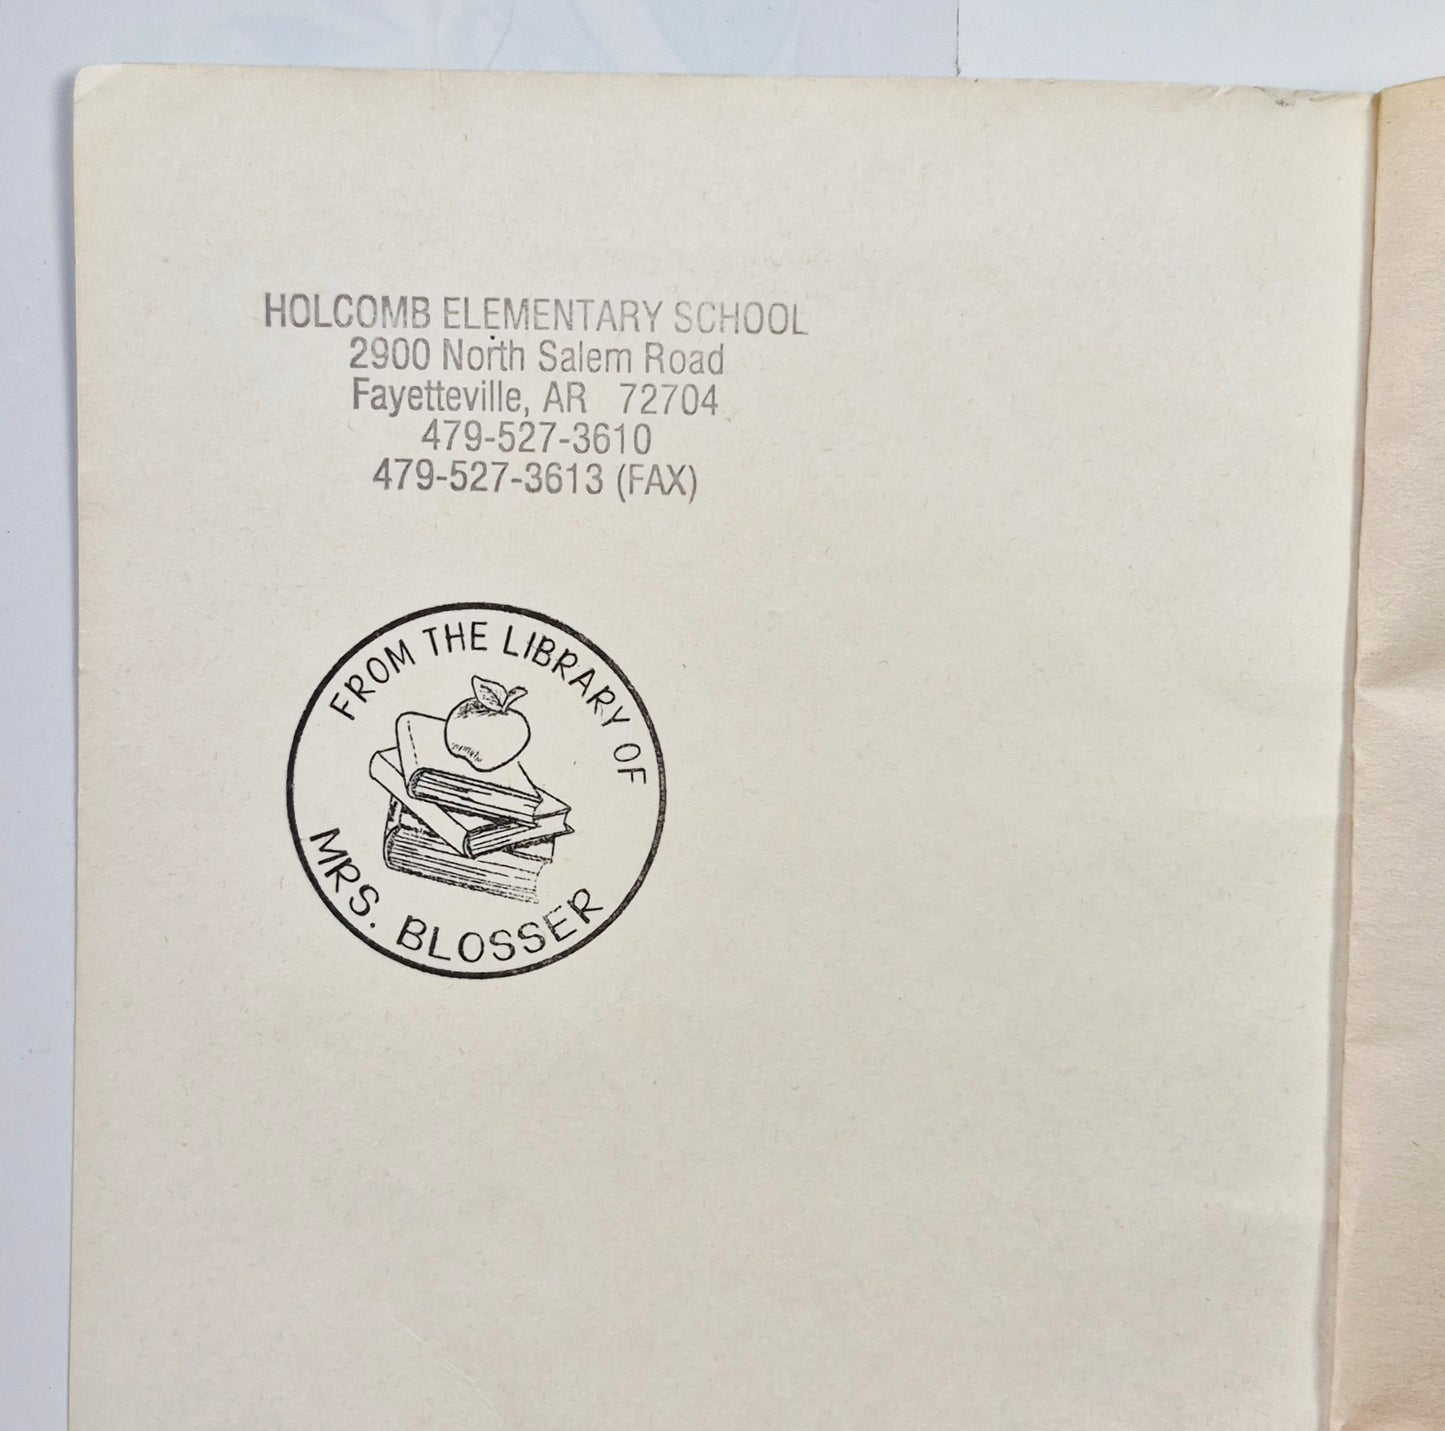 HOLCOMB ELEMENTARY SCHOOL
2900 North Salem Road
Fayetteville, AR 72704
479-527-3610
479-527-3613 (FAX)
FROM THE LIBRARY OF
MRS. BLOSSER